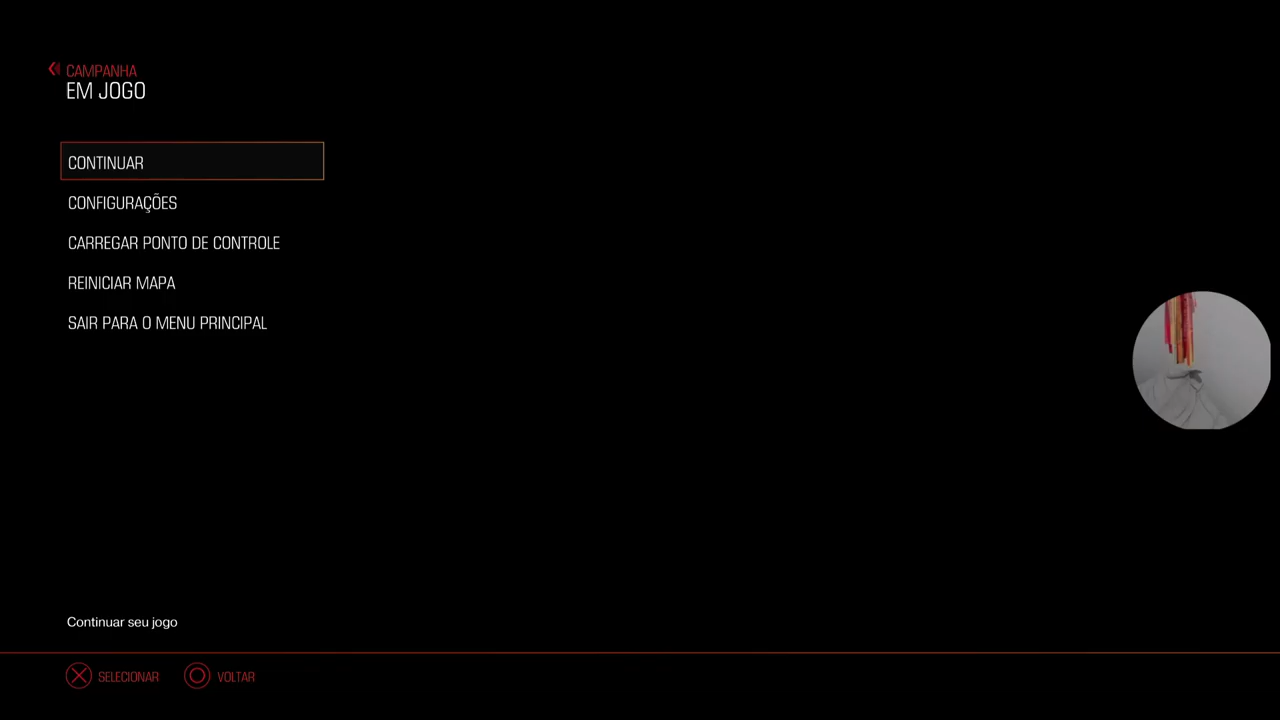 CAMPANHA
EM JOGO
CONTINUAR
CONFIGURAÇÕES
CARREGAR PONTO DE CONTROLE
REINICIAR MAPA
SAIR PARA O MENU PRINCIPAL
Continuar seu jogo
SELECIONAR VOLTAR